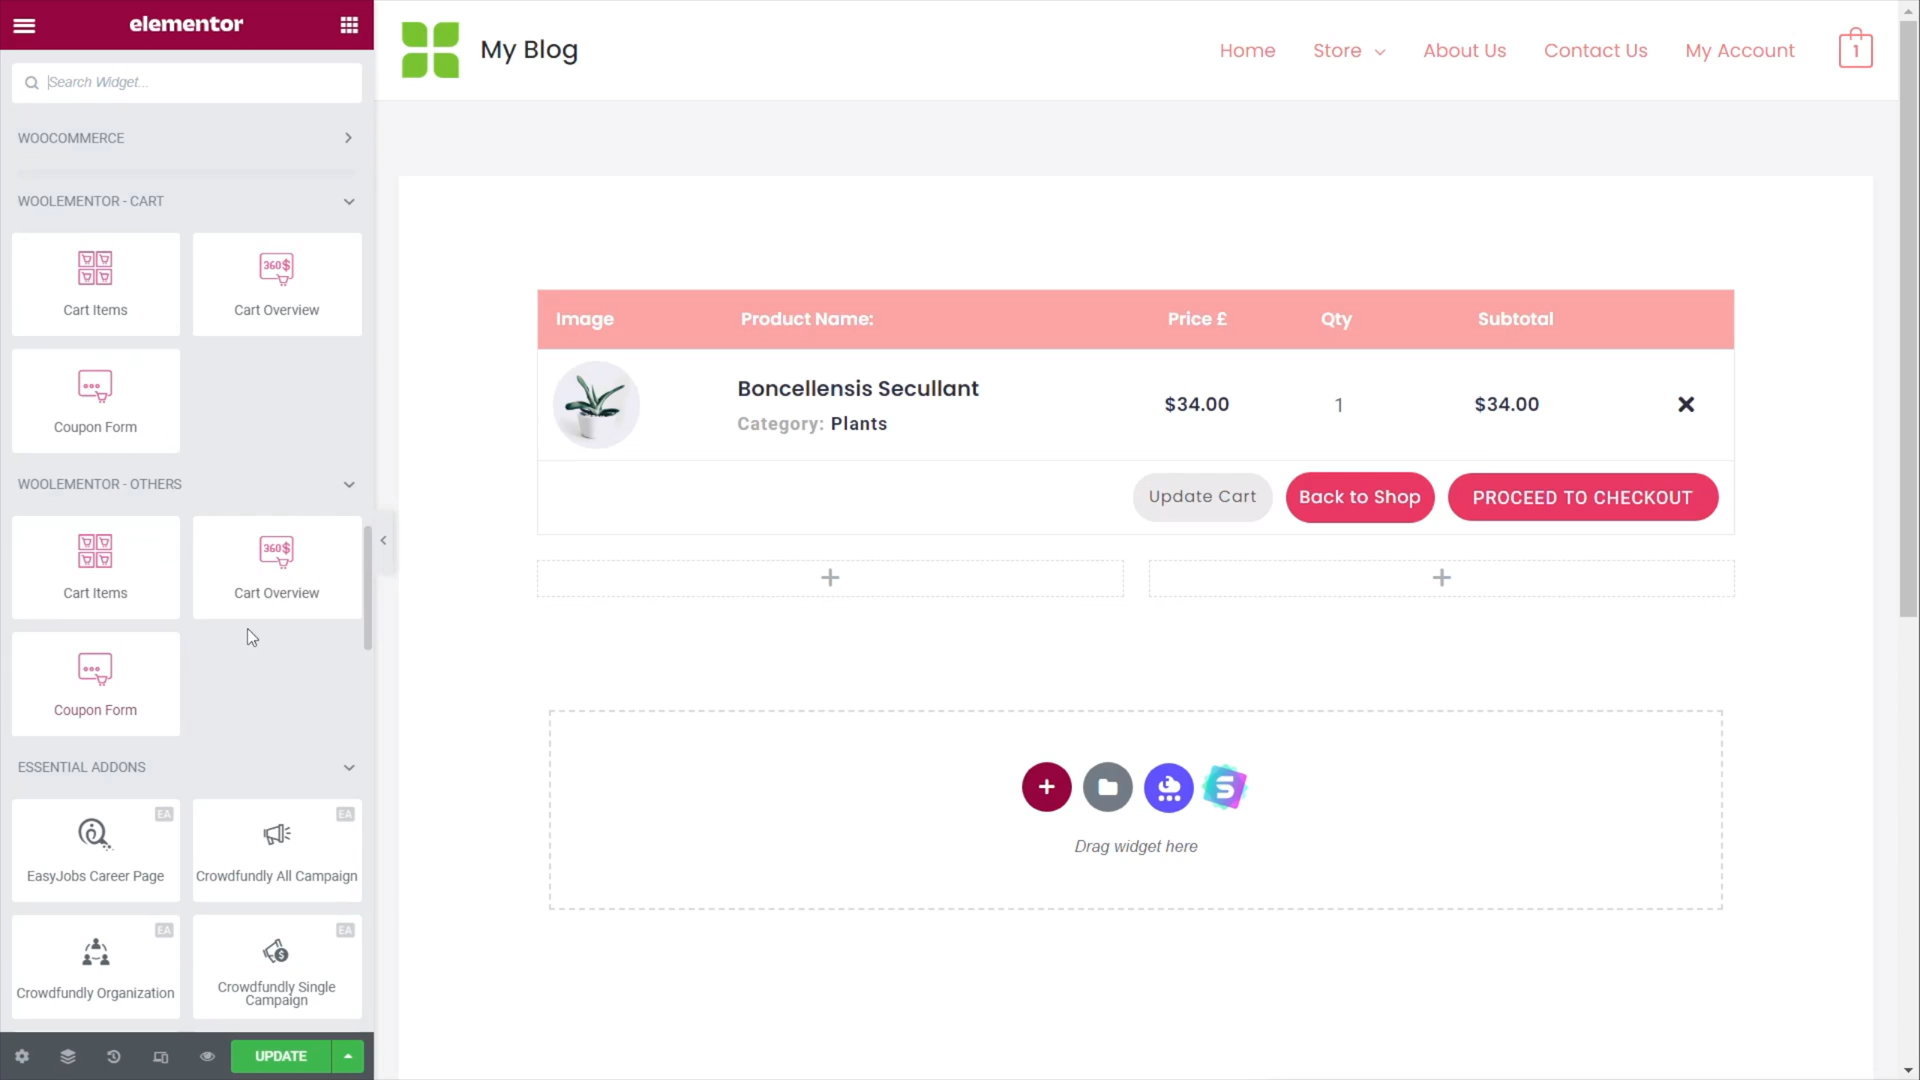 elementor
Search Widget...
WOOCOMMERCE
WOOLEMENTOR - CART
Cart Items
360$
Cart Overview
Coupon Form
WOOLEMENTOR - OTHERS
Cart Items
360$
Cart Overview
Coupon Form
ESSENTIAL ADDONS
EA
EasyJobs Career Page
EA
Crowdfundly All Campaign
EA
Crowdfundly Organization
EA
Crowdfundly Single
Campaign
UPDATE
My Blog
Home
Store
About Us
Contact Us
My Account
1
Image
Product Name:
Price £
Qty
Subtotal
Boncellensis Secullant
Category: Plants
$34.00
1
$34.00
Update Cart
Back to Shop
PROCEED TO CHECKOUT
Drag widget here